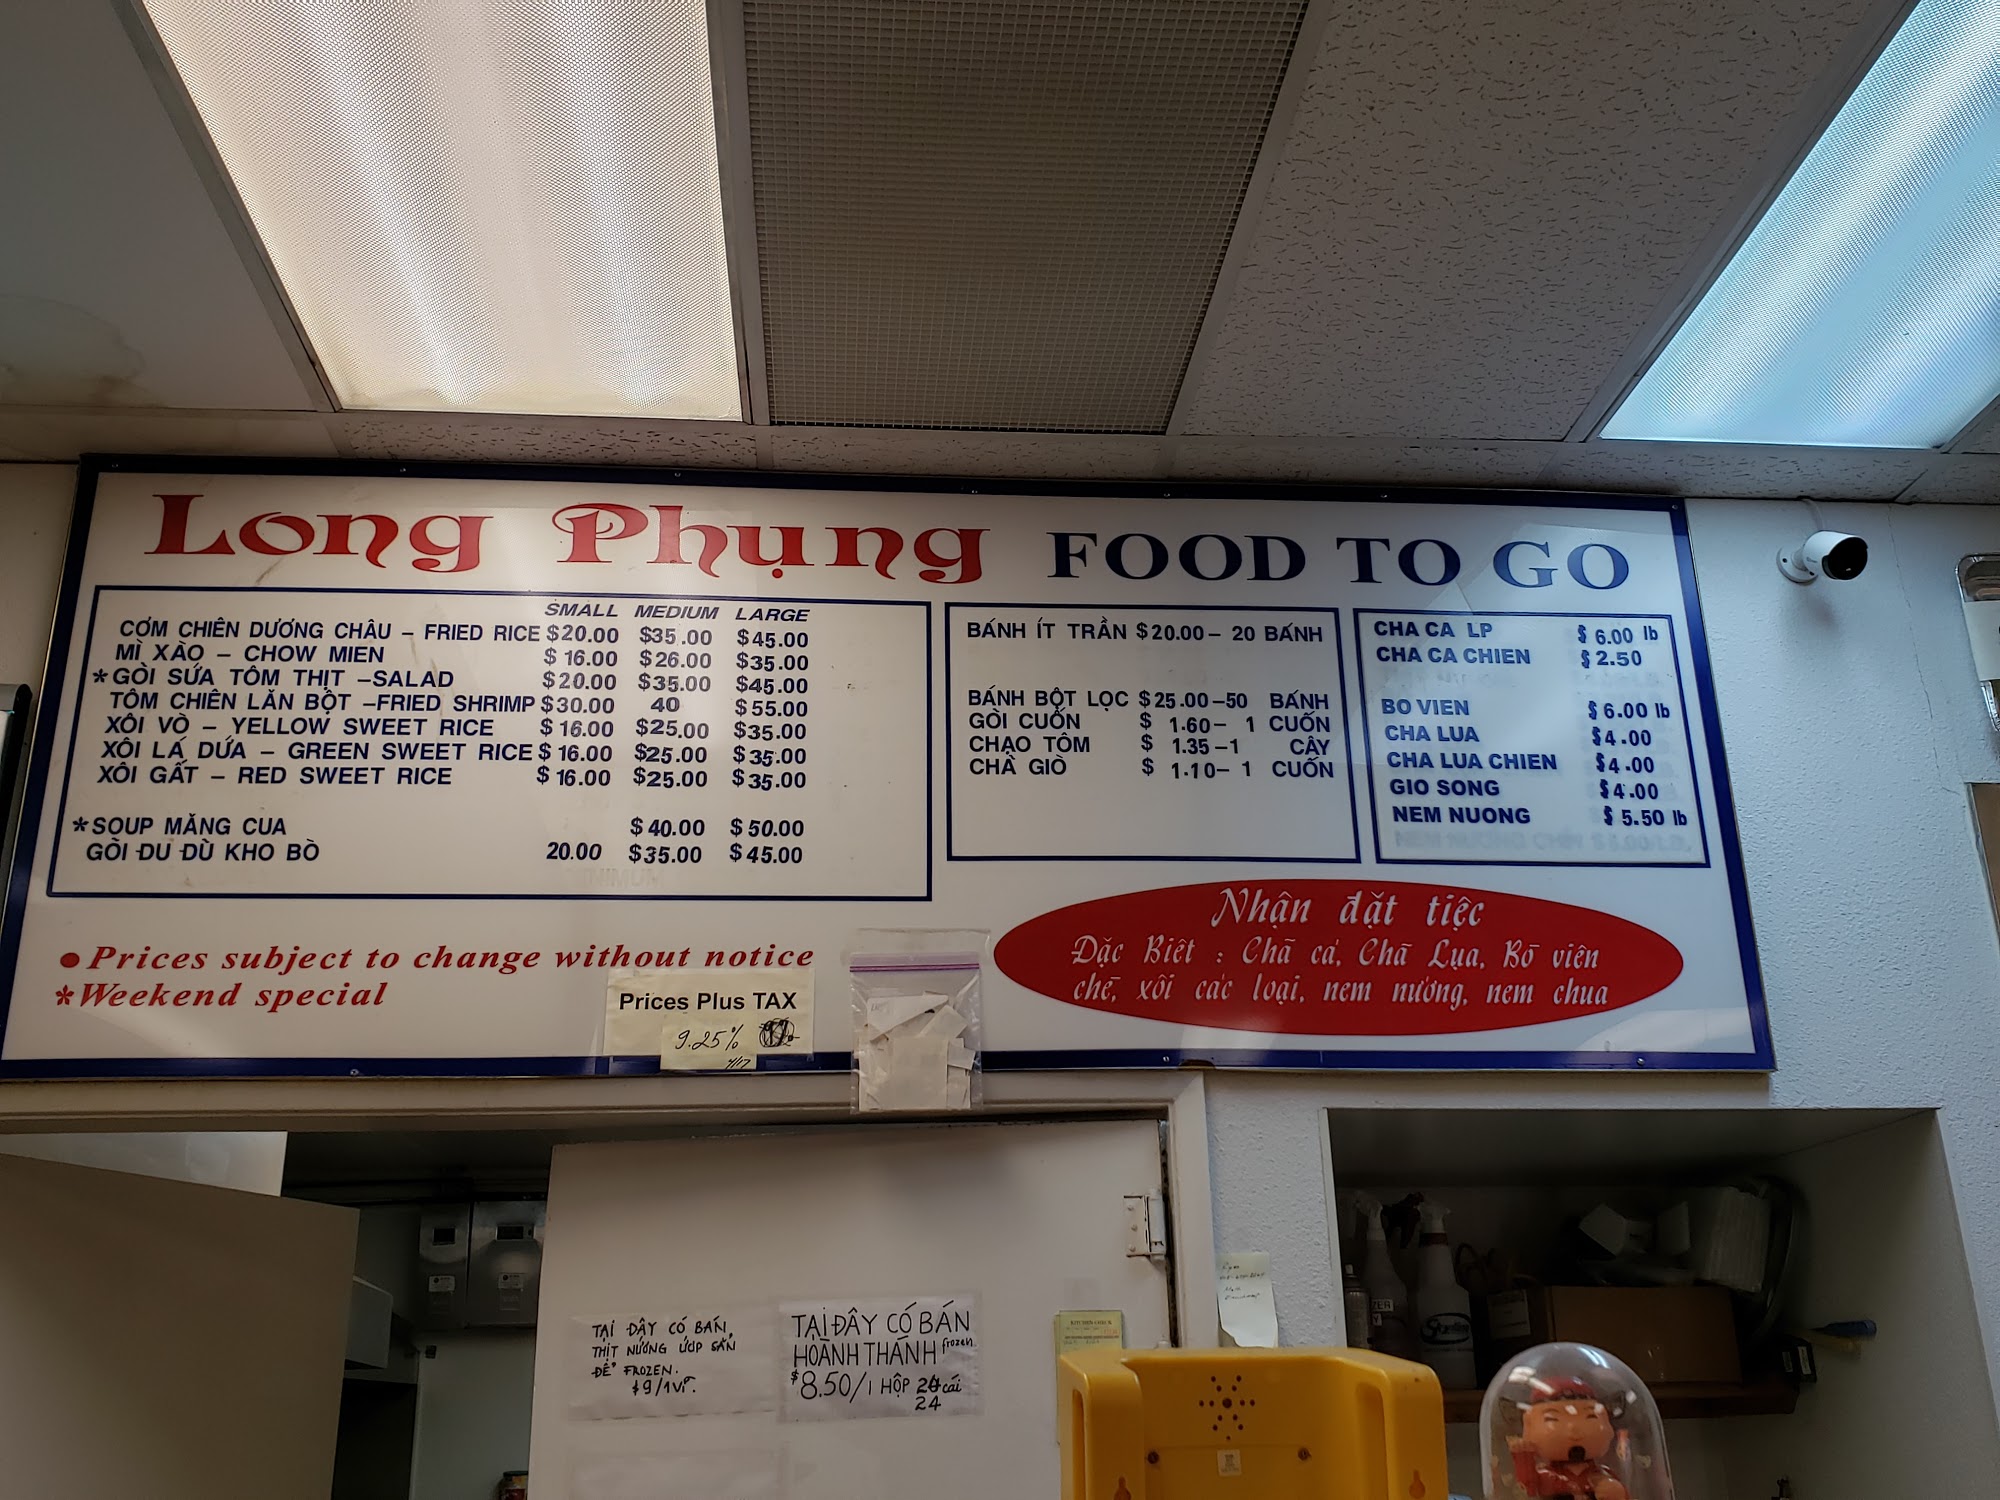 Long Phụng FOOD TO GO
SMALL MEDIUM LARGE
CƠM CHIÊN DƯƠNG CHÂU – FRIED RICE $20.00 $35.00 $45.00
MÌ XÀO – CHOW MIEN $16.00 $26.00 $35.00
*GÒI SỨA TÔM THỊT –SALAD $20.00 $35.00 $45.00
TÔM CHIÊN LĂN BỘT –FRIED SHRIMP $30.00 40 $55.00
XÔI VÒ – YELLOW SWEET RICE $16.00 $25.00 $35.00
XÔI LÁ DỨA – GREEN SWEET RICE $16.00 $25.00 $35.00
XÔI GẤT – RED SWEET RICE $16.00 $25.00 $35.00
*SOUP MĂNG CUA $40.00 $50.00
GÒI ĐU ĐÙ KHO BÒ 20.00 $35.00 $45.00
BÁNH ÍT TRẦN $20.00– 20 BÁNH
BÁNH BỘT LỌC $25.00–50 BÁNH
GÒI CUỐN $ 1.60– 1 CUỐN
CHẠO TÔM $ 1.35–1 CÂY
CHẢ GIÒ $ 1.10– 1 CUỐN
CHA CA LP $6.00 lb
CHA CA CHIEN $2.50
BO VIEN $6.00 lb
CHA LUA $4.00
CHA LUA CHIEN $4.00
GIO SONG $4.00
NEM NUONG $5.50 lb
• Prices subject to change without notice
*Weekend special
Prices Plus TAX
9.25%
4/17
Nhận đặt tiệc
Đặc Biêt : Chã cá, Chã Lụa, Bò viên
chè, xôi các loại, nem nướng, nem chua
TẠI ĐÂY CÓ BÁN
THỊT NƯỚNG ƯỚP SẲN
ĐỂ FROZEN.
$9/1Vĩ.
TẠI ĐÂY CÓ BÁN
HOÀNH THÁNH frozen
$8.50/1 HỘP cái
24
KITCHEN CHECK